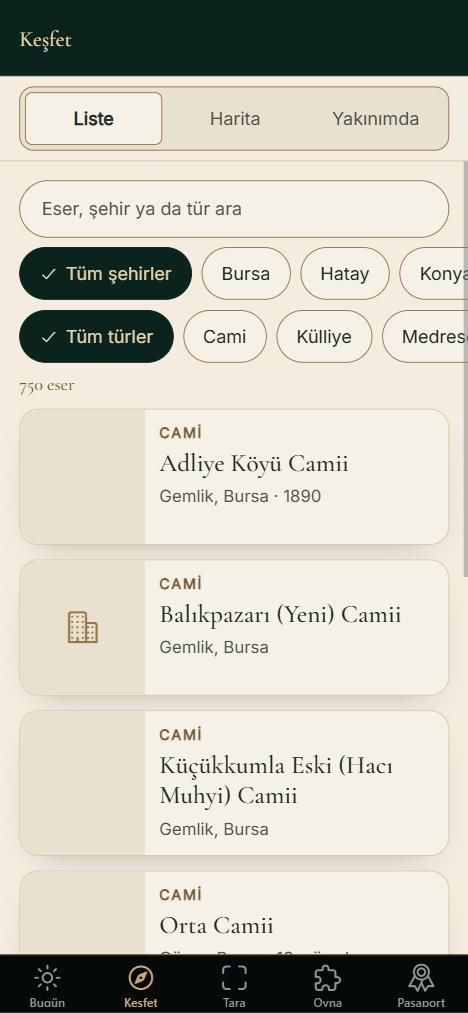 Keşfet
Liste Harita Yakınımda
Eser, şehir ya da tür ara
Tüm şehirler Bursa Hatay
Tüm türler Cami Külliye
750 eser
CAMİ
Adliye Köyü Camii
Gemlik, Bursa · 1890
CAMİ
Balıkpazarı (Yeni) Camii
Gemlik, Bursa
CAMİ
Küçükkumla Eski (Hacı
Muhyi) Camii
Gemlik, Bursa
CAMİ
Orta Camii
Bugün Keşfet Tara Oyna Pasaport